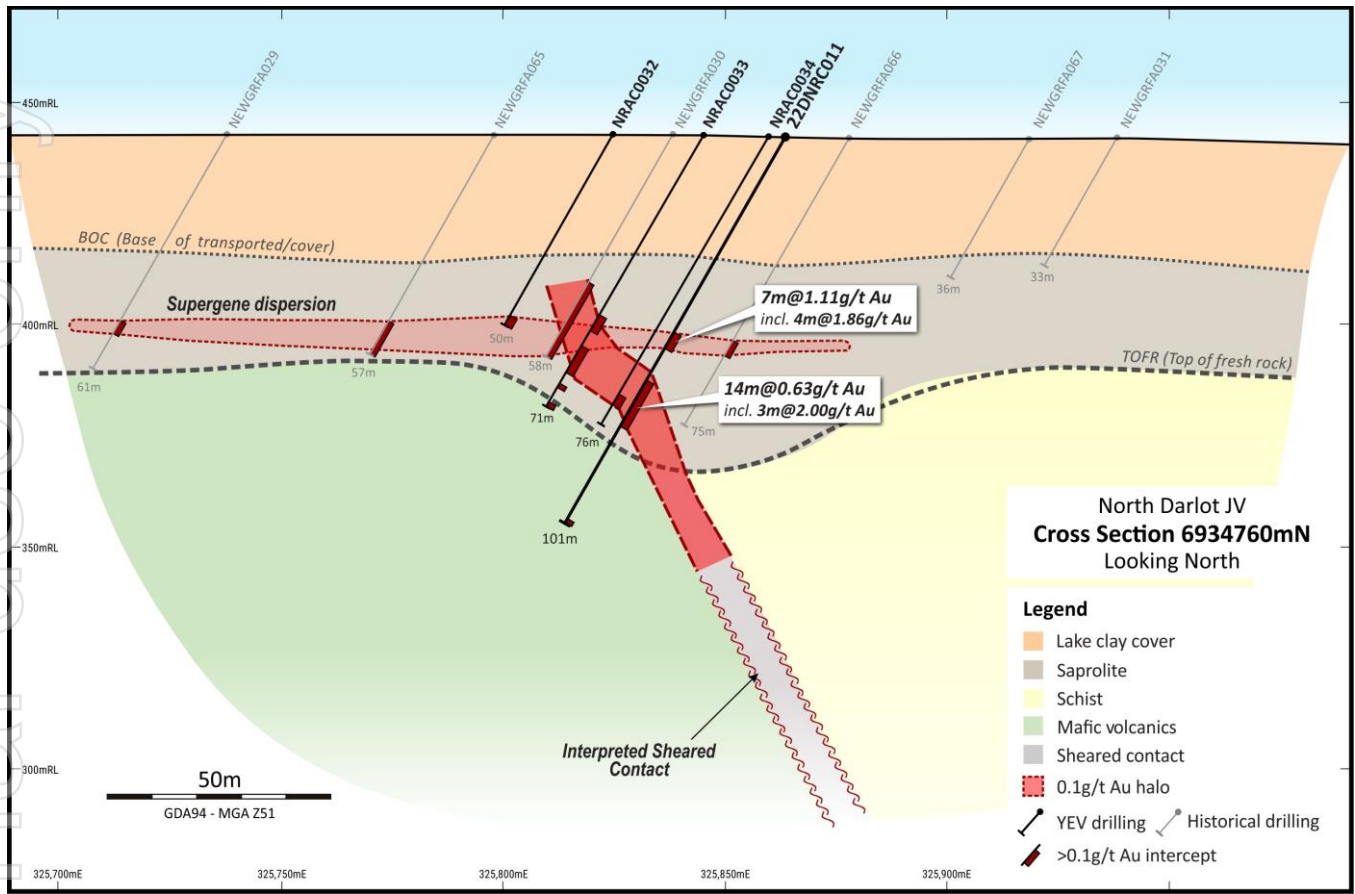 NEWGRFA029
NEWGRFA065
NRAC0032
NEWGRFA030
NRAC0033
NRAC0034
22DNRC011
NEWGRFA066
NEWGRFA067
NEWGRFA031
450mRL
BOC (Base of transported/cover)
36m
33m
Supergene dispersion
7m@1.11g/t Au
incl. 4m@1.86g/t Au
400mRL
50m
58m
57m
61m
TOFR (Top of fresh rock)
14m@0.63g/t Au
incl. 3m@2.00g/t Au
71m
76m
75m
101m
350mRL
North Darlot JV
Cross Section 6934760mN
Looking North
Legend
Lake clay cover
Saprolite
Schist
Mafic volcanics
Sheared contact
0.1g/t Au halo
YEV drilling
Historical drilling
>0.1g/t Au intercept
Interpreted Sheared
Contact
300mRL
50m
GDA94 - MGA Z51
325,700mE
325,750mE
325,800mE
325,850mE
325,900mE